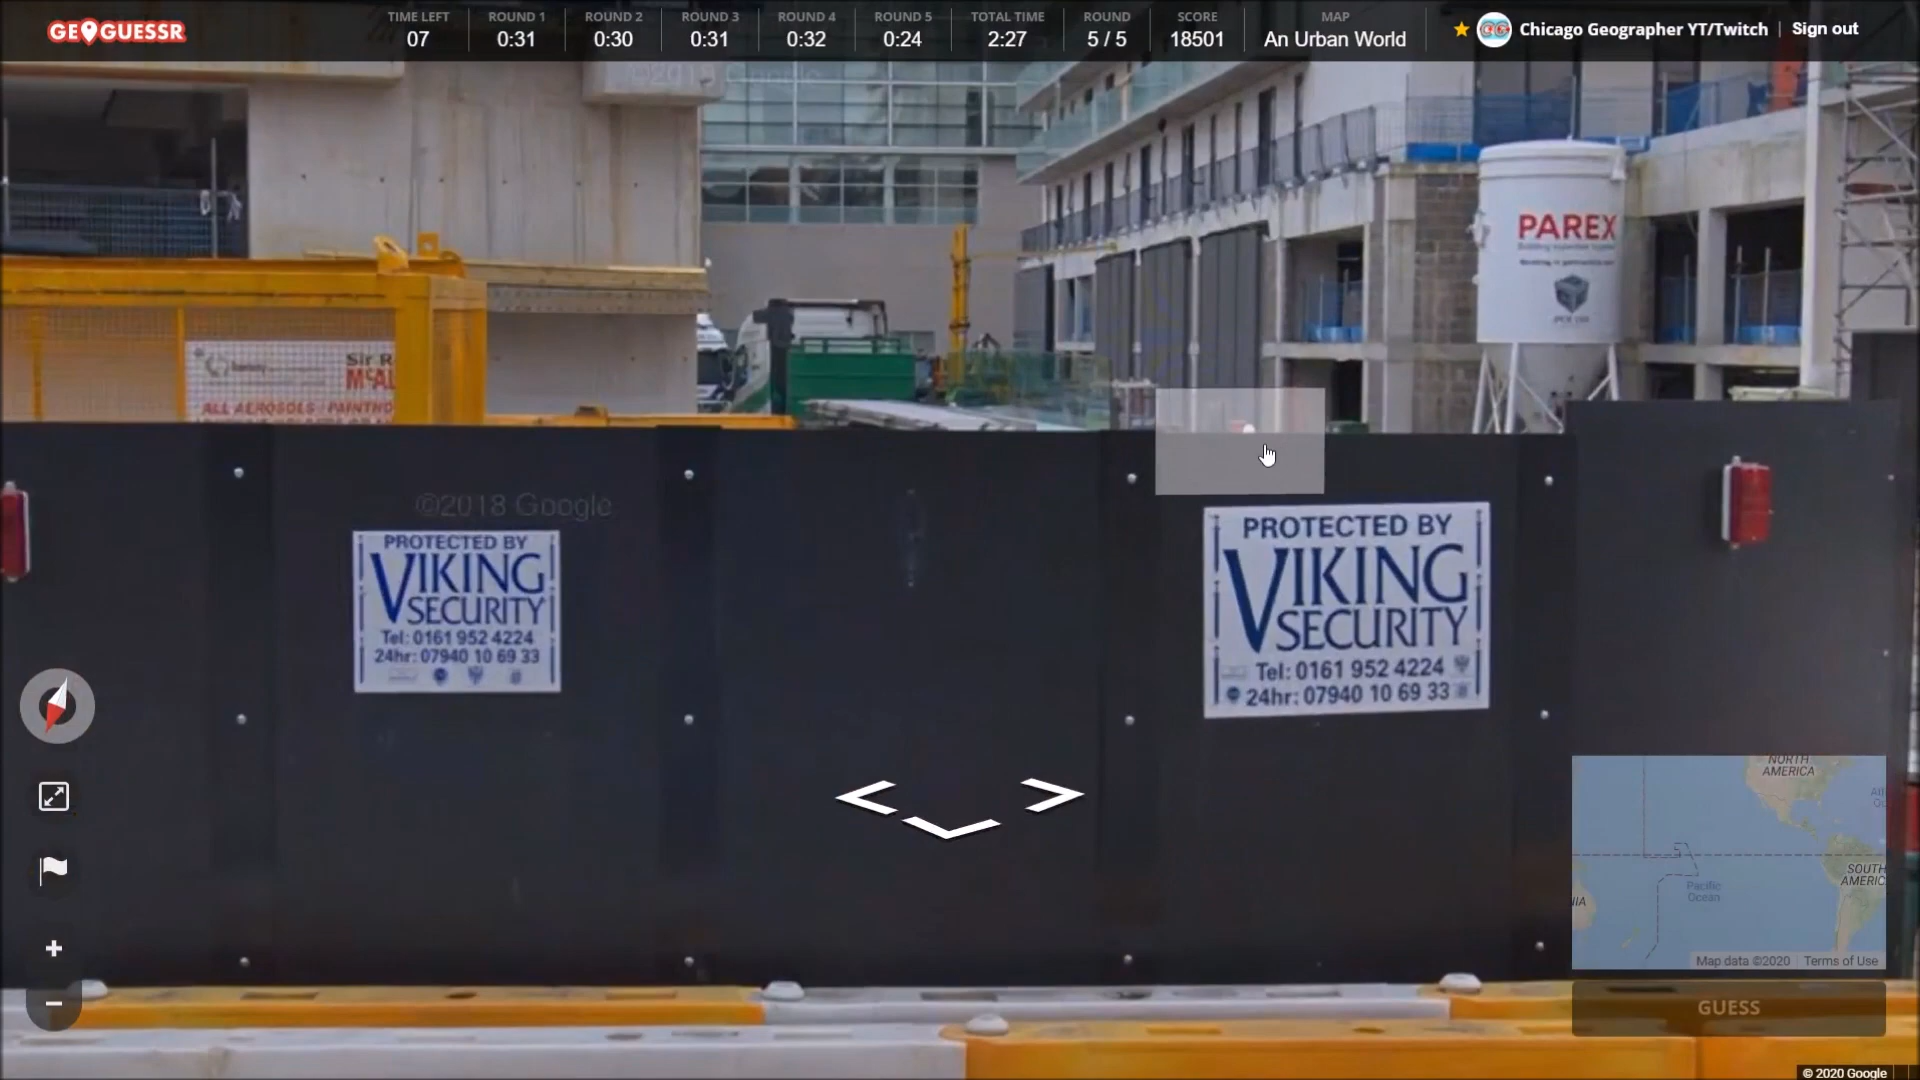 GEOGUESSR
TIME LEFT
07
ROUND 1
0:31
ROUND 2
0:30
ROUND 3
0:31
ROUND 4
0:32
ROUND 5
0:24
TOTAL TIME
2:27
ROUND
5 / 5
SCORE
18501
MAP
An Urban World
Chicago Geographer YT/Twitch
Sign out
PAREX
Sir R
McAL
ALL AEROSOLS
©2018 Google
PROTECTED BY
VIKING
SECURITY
Tel: 0161 952 4224
24hr: 07940 10 69 33
PROTECTED BY
VIKING
SECURITY
Tel: 0161 952 4224
24hr: 07940 10 69 33
NORTH
AMERICA
SOUTH
AMERIC
Pacific
Ocean
Map data ©2020
Terms of Use
GUESS
© 2020 Google